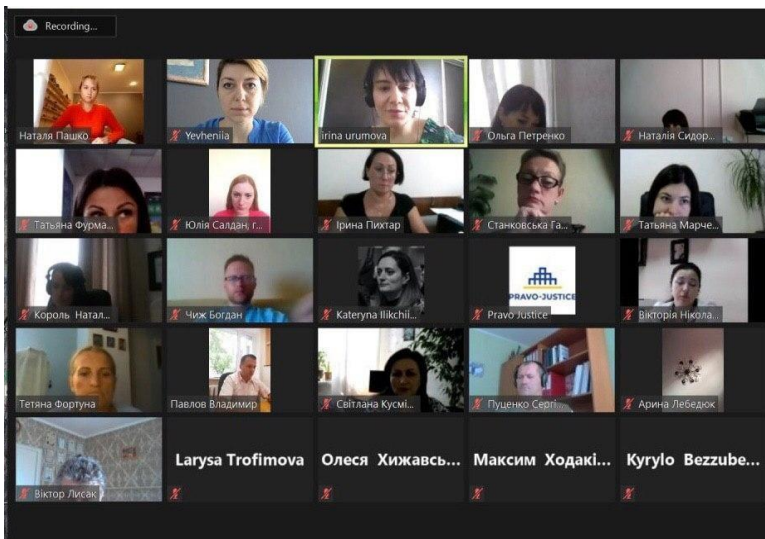 Recording...
Наталя Пашко
Yevheniia
irina urumova
Ольга Петренко
Наталія Сидор...
Татьяна Фурма...
Юлія Салдан, г...
Ірина Пихтар
Станковська Га...
Татьяна Марче...
Король Натал...
Чиж Богдан
Kateryna Ilikchii...
PRAVO-JUSTICE
Pravo Justice
Вікторія Нікола...
Тетяна Фортуна
Павлов Владимир
Світлана Кусмі...
Пуценко Сергі...
Арина Лебедюк
Віктор Лисак
Larysa Trofimova
Олеся Хижавсь...
Максим Ходакі...
Kyrylo Bezzube...